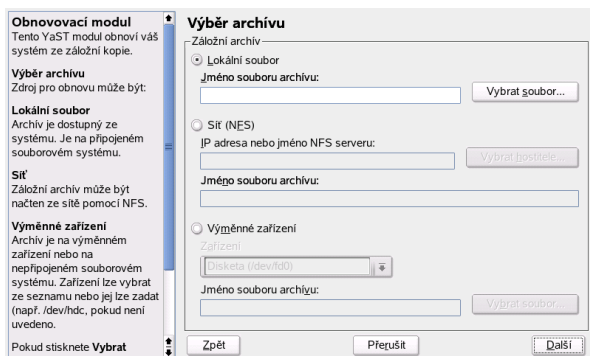 Obnovovací modul
Tento YaST modul obnoví váš
systém ze záložní kopie.
Výběr archívu
Zdroj pro obnovu může být:
Lokální soubor
Archív je dostupný ze
systému. Je na připojeném
souborovém systému.
Síť
Záložní archív může být
načten ze sítě pomocí NFS.
Výměnné zařízení
Archív je na výměnném
zařízení nebo na
nepřipojeném souborovém
systému. Zařízení lze vybrat
ze seznamu nebo jej lze zadat
(např. /dev/hdc, pokud není
uvedeno.
Pokud stisknete Vybrat
Výběr archívu
Záložní archív
Lokální soubor
Jméno souboru archívu:
Vybrat soubor...
Síť (NFS)
IP adresa nebo jméno NFS serveru:
Vybrat hostitele...
Jméno souboru archívu:
Výměnné zařízení
Zařízení
Disketa (/dev/fd0)
Jméno souboru archívu:
Vybrat soubor...
Zpět
Přerušit
Další